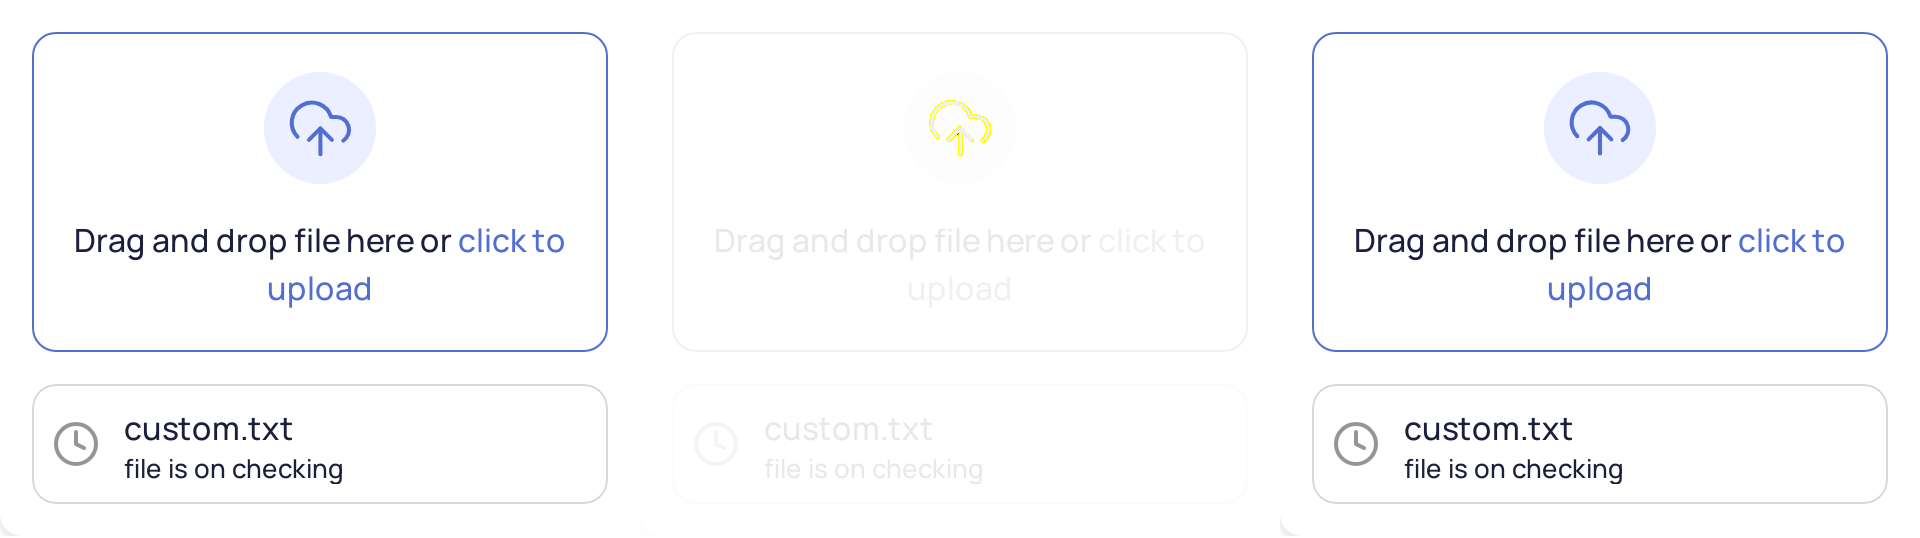 Drag and drop file here or click to
upload
custom.txt
file is on checking
Drag and drop file here or click to
upload
custom.txt
file is on checking
Drag and drop file here or click to
upload
custom.txt
file is on checking